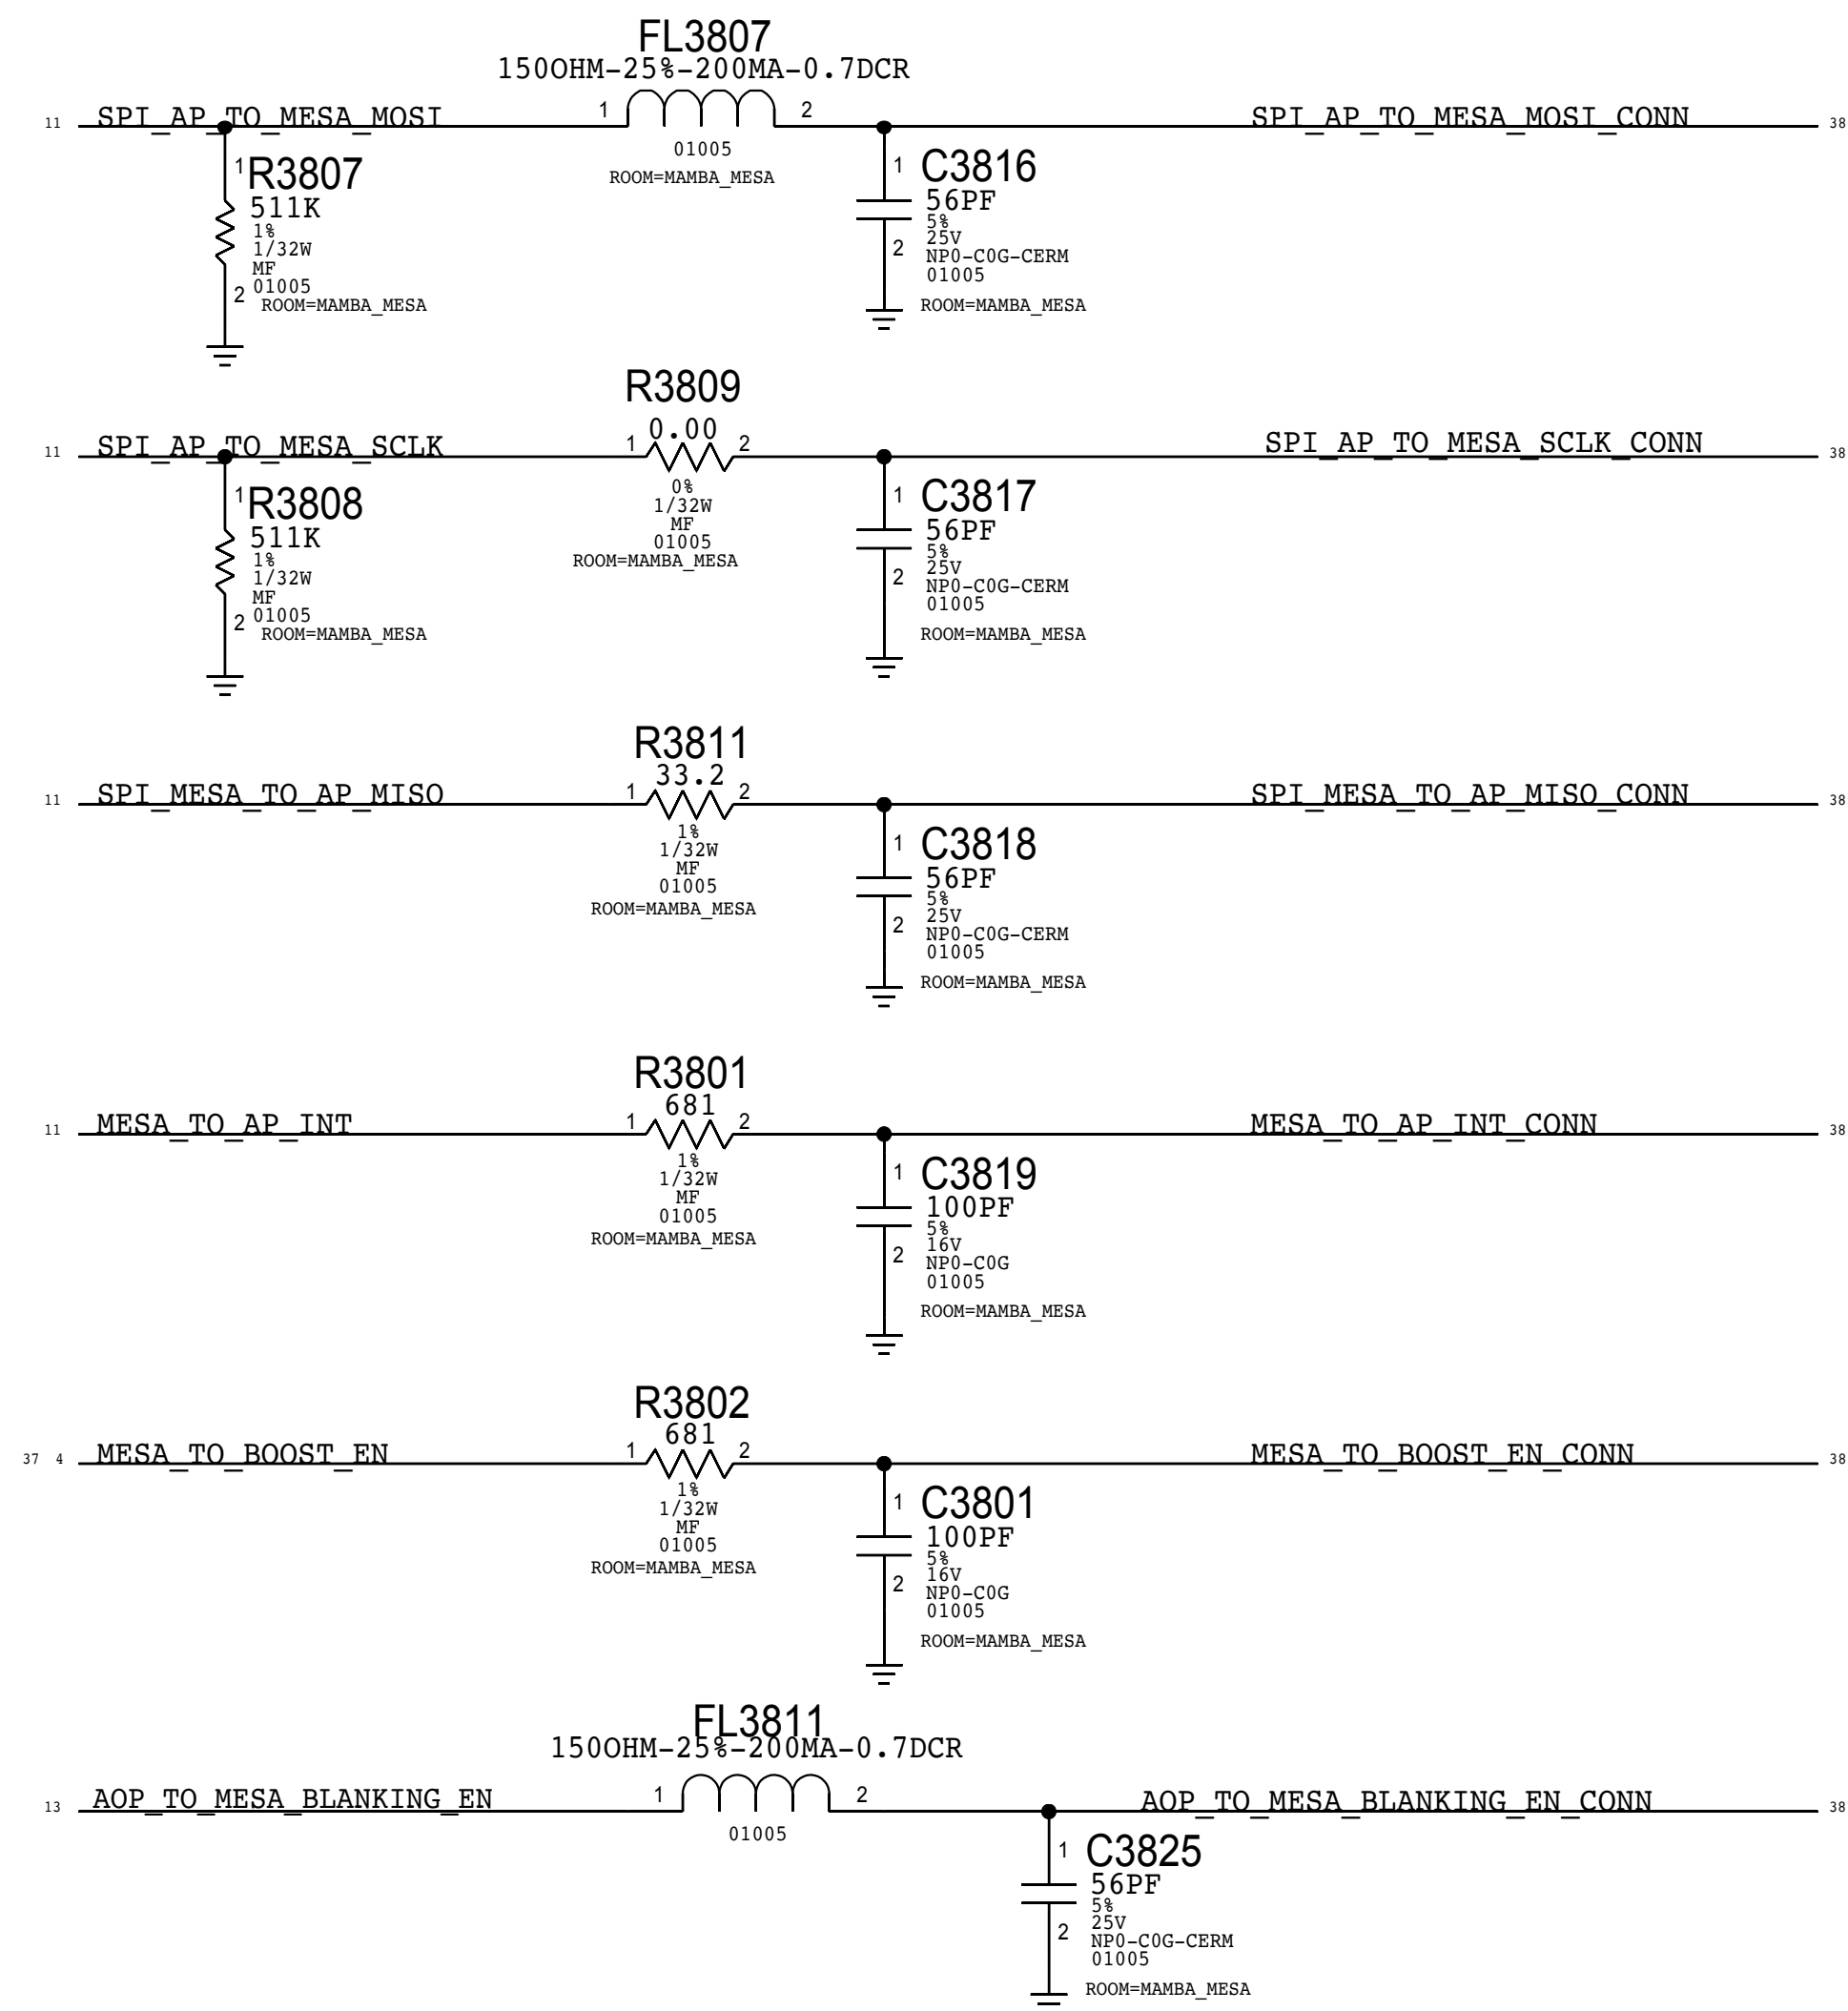 FL3807
150OHM-25%-200MA-0.7DCR
11 SPI_AP_TO_MESA_MOSI 1 2 SPI_AP_TO_MESA_MOSI_CONN 38
01005
ROOM=MAMBA_MESA
1 R3807
511K
1%
1/32W
MF
2 01005
ROOM=MAMBA_MESA
1 C3816
56PF
5%
25V
2 NP0-C0G-CERM
01005
ROOM=MAMBA_MESA
R3809
0.00
11 SPI_AP_TO_MESA_SCLK 1 2 SPI_AP_TO_MESA_SCLK_CONN 38
0%
1/32W
MF
01005
ROOM=MAMBA_MESA
1 R3808
511K
1%
1/32W
MF
2 01005
ROOM=MAMBA_MESA
1 C3817
56PF
5%
25V
2 NP0-C0G-CERM
01005
ROOM=MAMBA_MESA
R3811
33.2
11 SPI_MESA_TO_AP_MISO 1 2 SPI_MESA_TO_AP_MISO_CONN 38
1%
1/32W
MF
01005
ROOM=MAMBA_MESA
1 C3818
56PF
5%
25V
2 NP0-C0G-CERM
01005
ROOM=MAMBA_MESA
R3801
681
11 MESA_TO_AP_INT 1 2 MESA_TO_AP_INT_CONN 38
1%
1/32W
MF
01005
ROOM=MAMBA_MESA
1 C3819
100PF
5%
16V
2 NP0-C0G
01005
ROOM=MAMBA_MESA
R3802
681
37 4 MESA_TO_BOOST_EN 1 2 MESA_TO_BOOST_EN_CONN 38
1%
1/32W
MF
01005
ROOM=MAMBA_MESA
1 C3801
100PF
5%
16V
2 NP0-C0G
01005
ROOM=MAMBA_MESA
FL3811
150OHM-25%-200MA-0.7DCR
13 AOP_TO_MESA_BLANKING_EN 1 2 AOP_TO_MESA_BLANKING_EN_CONN 38
01005
1 C3825
56PF
5%
25V
2 NP0-C0G-CERM
01005
ROOM=MAMBA_MESA